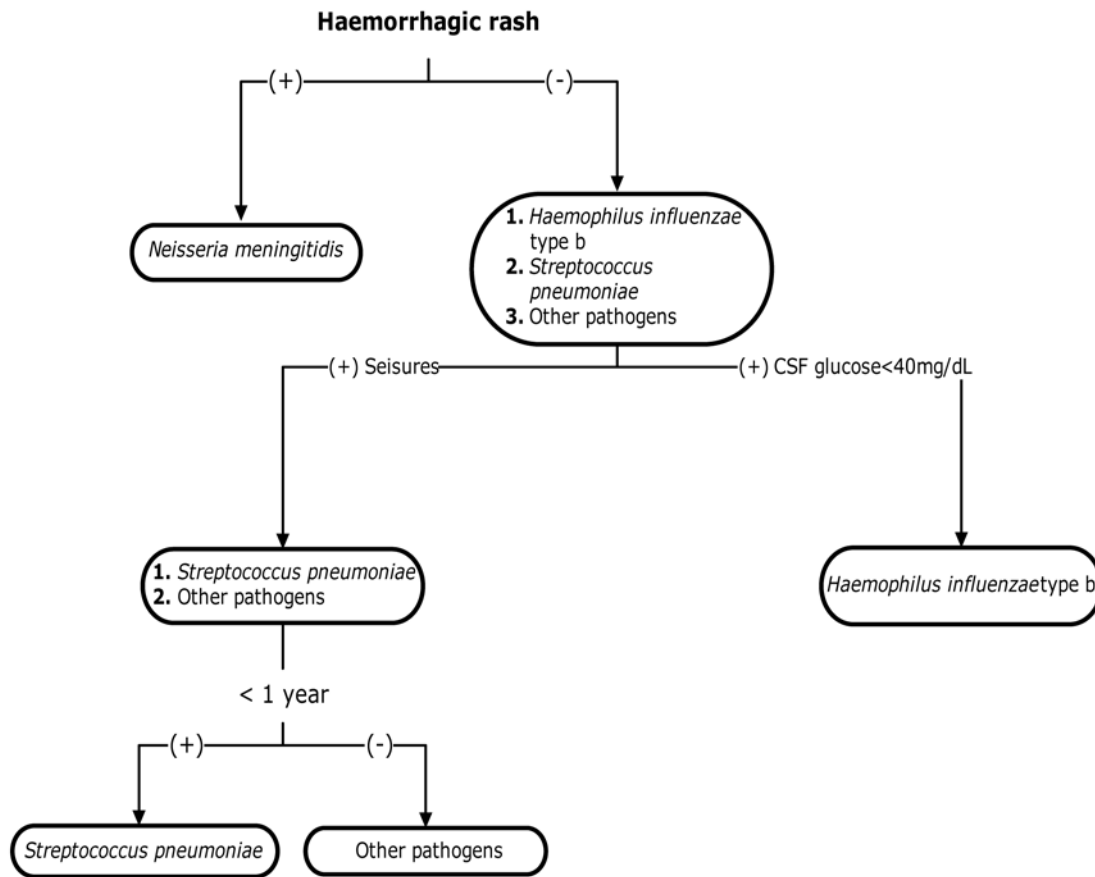 Haemorrhagic rash
(+)
(-)
Neisseria meningitidis
1. Haemophilus influenzae
type b
2. Streptococcus
pneumoniae
3. Other pathogens
(+) Seisures
(+) CSF glucose<40mg/dL
1. Streptococcus pneumoniae
2. Other pathogens
Haemophilus influenzaetype b
< 1 year
(+)
(-)
Streptococcus pneumoniae
Other pathogens